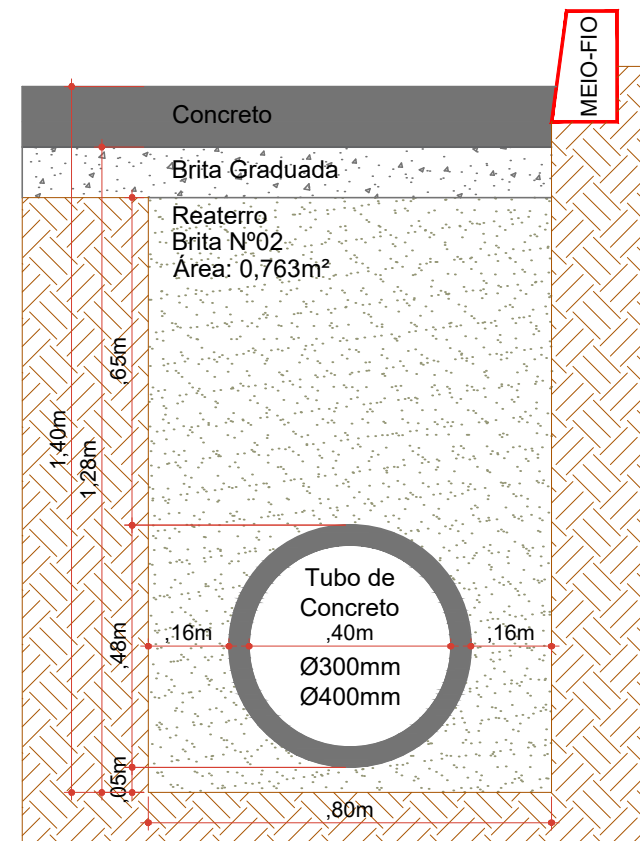 MEIO-FIO
Concreto
Brita Graduada
Reaterro
Brita Nº02
Área: 0,763m²
,65m
1,40m
1,28m
Tubo de
Concreto
,16m
,40m
,16m
,48m
Ø300mm
Ø400mm
,05m
,80m